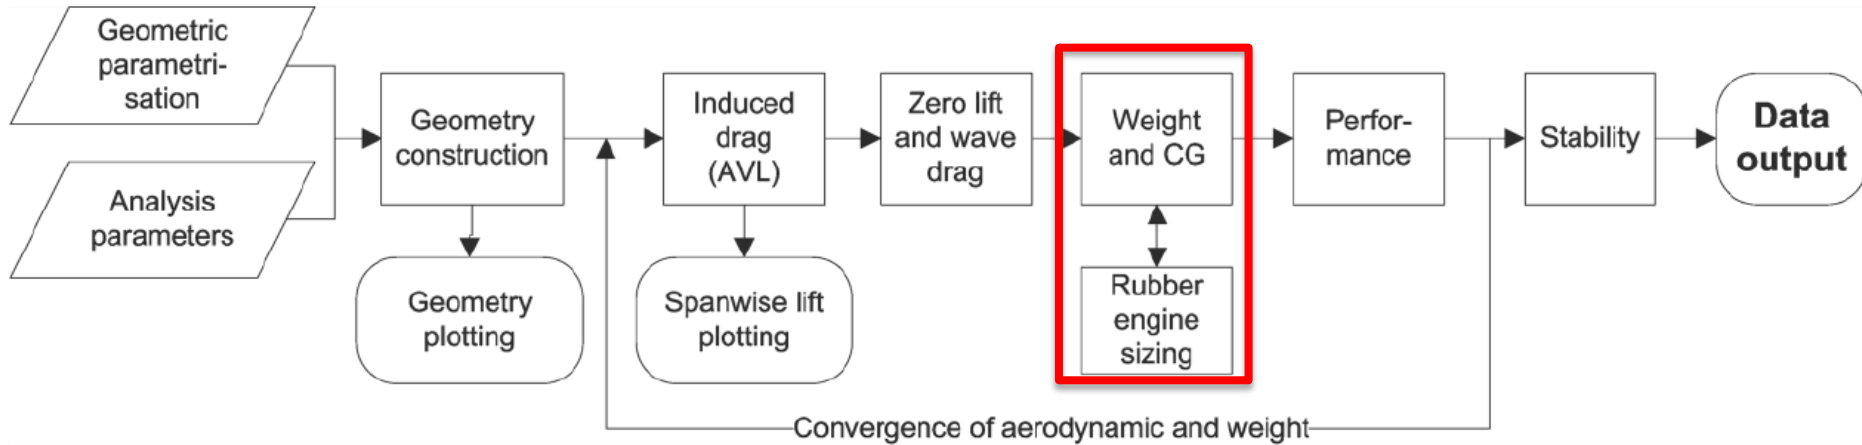 Geometric
parametri-
sation
Analysis
parameters
Geometry
construction
Geometry
plotting
Induced
drag
(AVL)
Spanwise lift
plotting
Zero lift
and wave
drag
Weight
and CG
Rubber
engine
sizing
Perfor-
mance
Stability
Data
output
Convergence of aerodynamic and weight